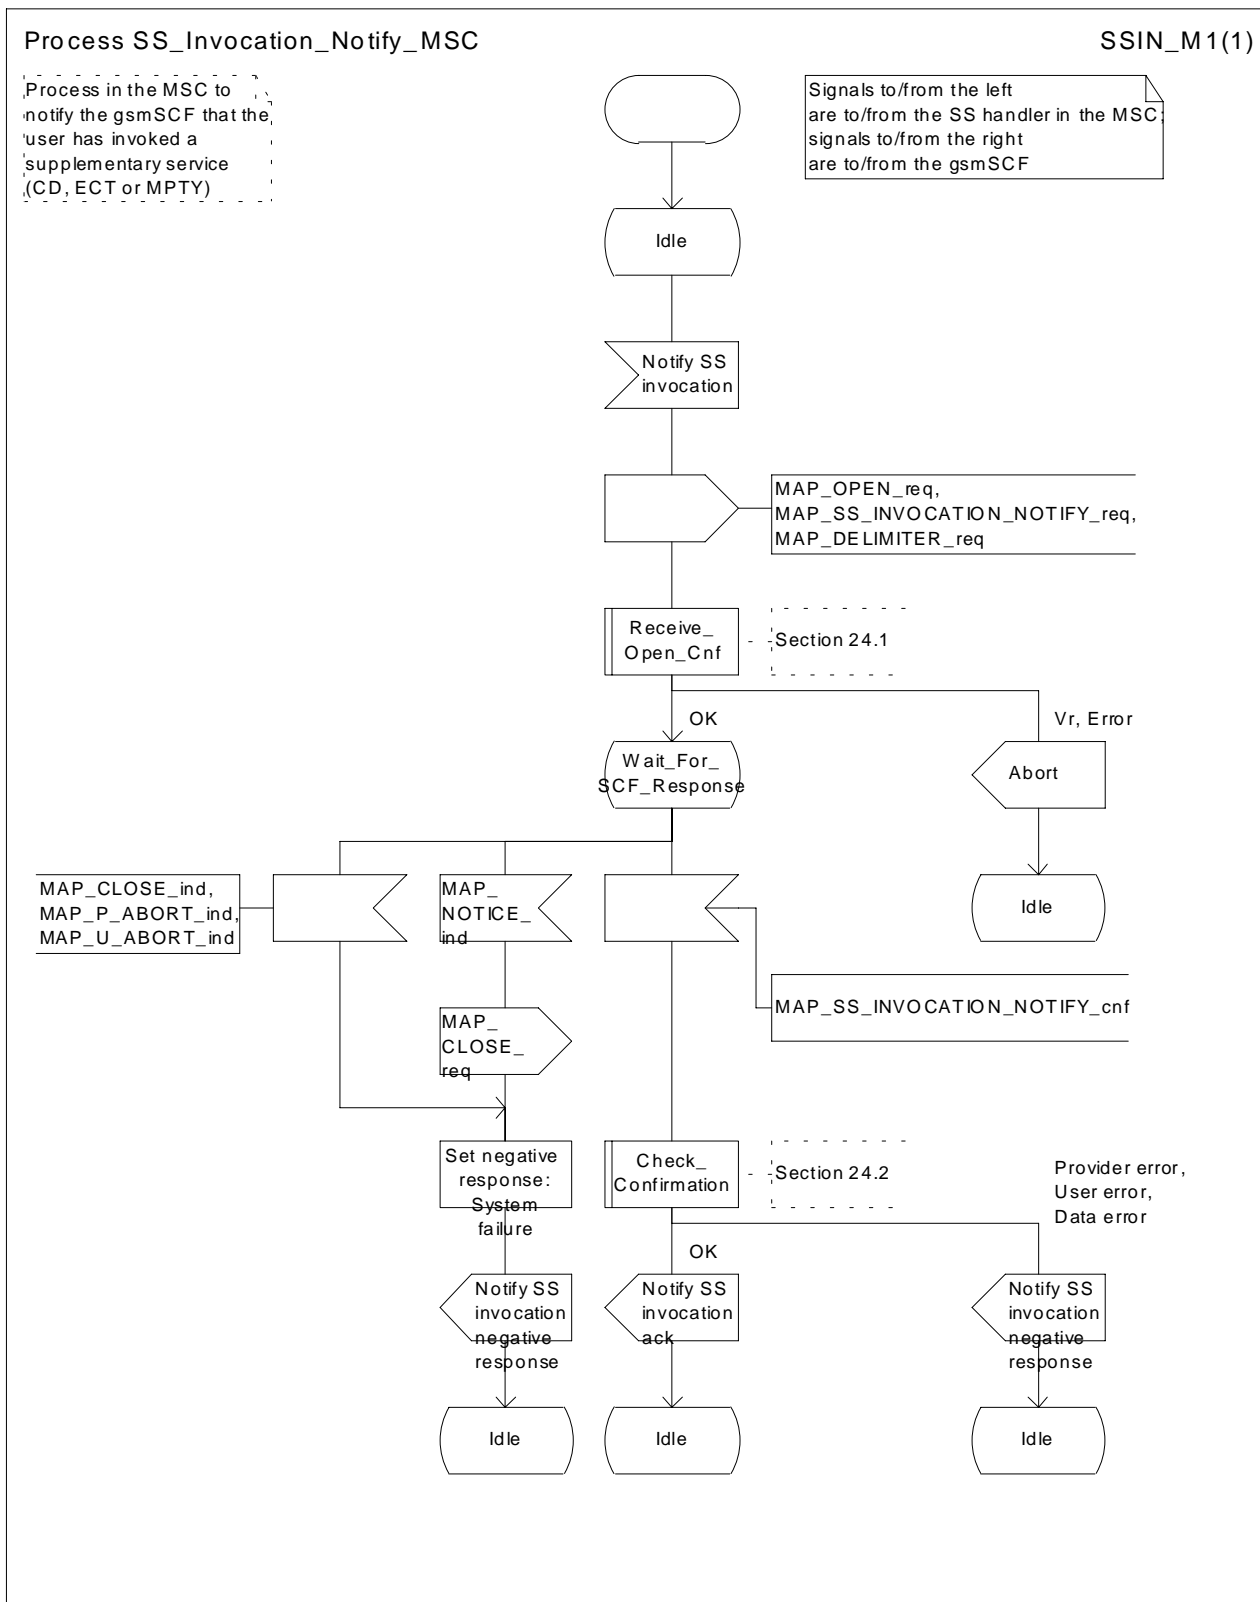 Process SS_Invocation_Notify_MSC
SSIN_M1(1)
Process in the MSC to
notify the gsmSCF that the
user has invoked a
supplementary service
(CD, ECT or MPTY)
Signals to/from the left
are to/from the SS handler in the MSC;
signals to/from the right
are to/from the gsmSCF
Idle
Notify SS
invocation
MAP_OPEN_req,
MAP_SS_INVOCATION_NOTIFY_req,
MAP_DELIMITER_req
Receive_
Open_Cnf
Section 24.1
OK
Vr, Error
Wait_For_
SCF_Response
Abort
MAP_CLOSE_ind,
MAP_P_ABORT_ind,
MAP_U_ABORT_ind
MAP_
NOTICE_
ind
Idle
MAP_SS_INVOCATION_NOTIFY_cnf
MAP_
CLOSE_
req
Set negative
response:
System
failure
Check_
Confirmation
Section 24.2
Provider error,
User error,
Data error
OK
Notify SS
invocation
negative
response
Notify SS
invocation
ack
Notify SS
invocation
negative
response
Idle
Idle
Idle